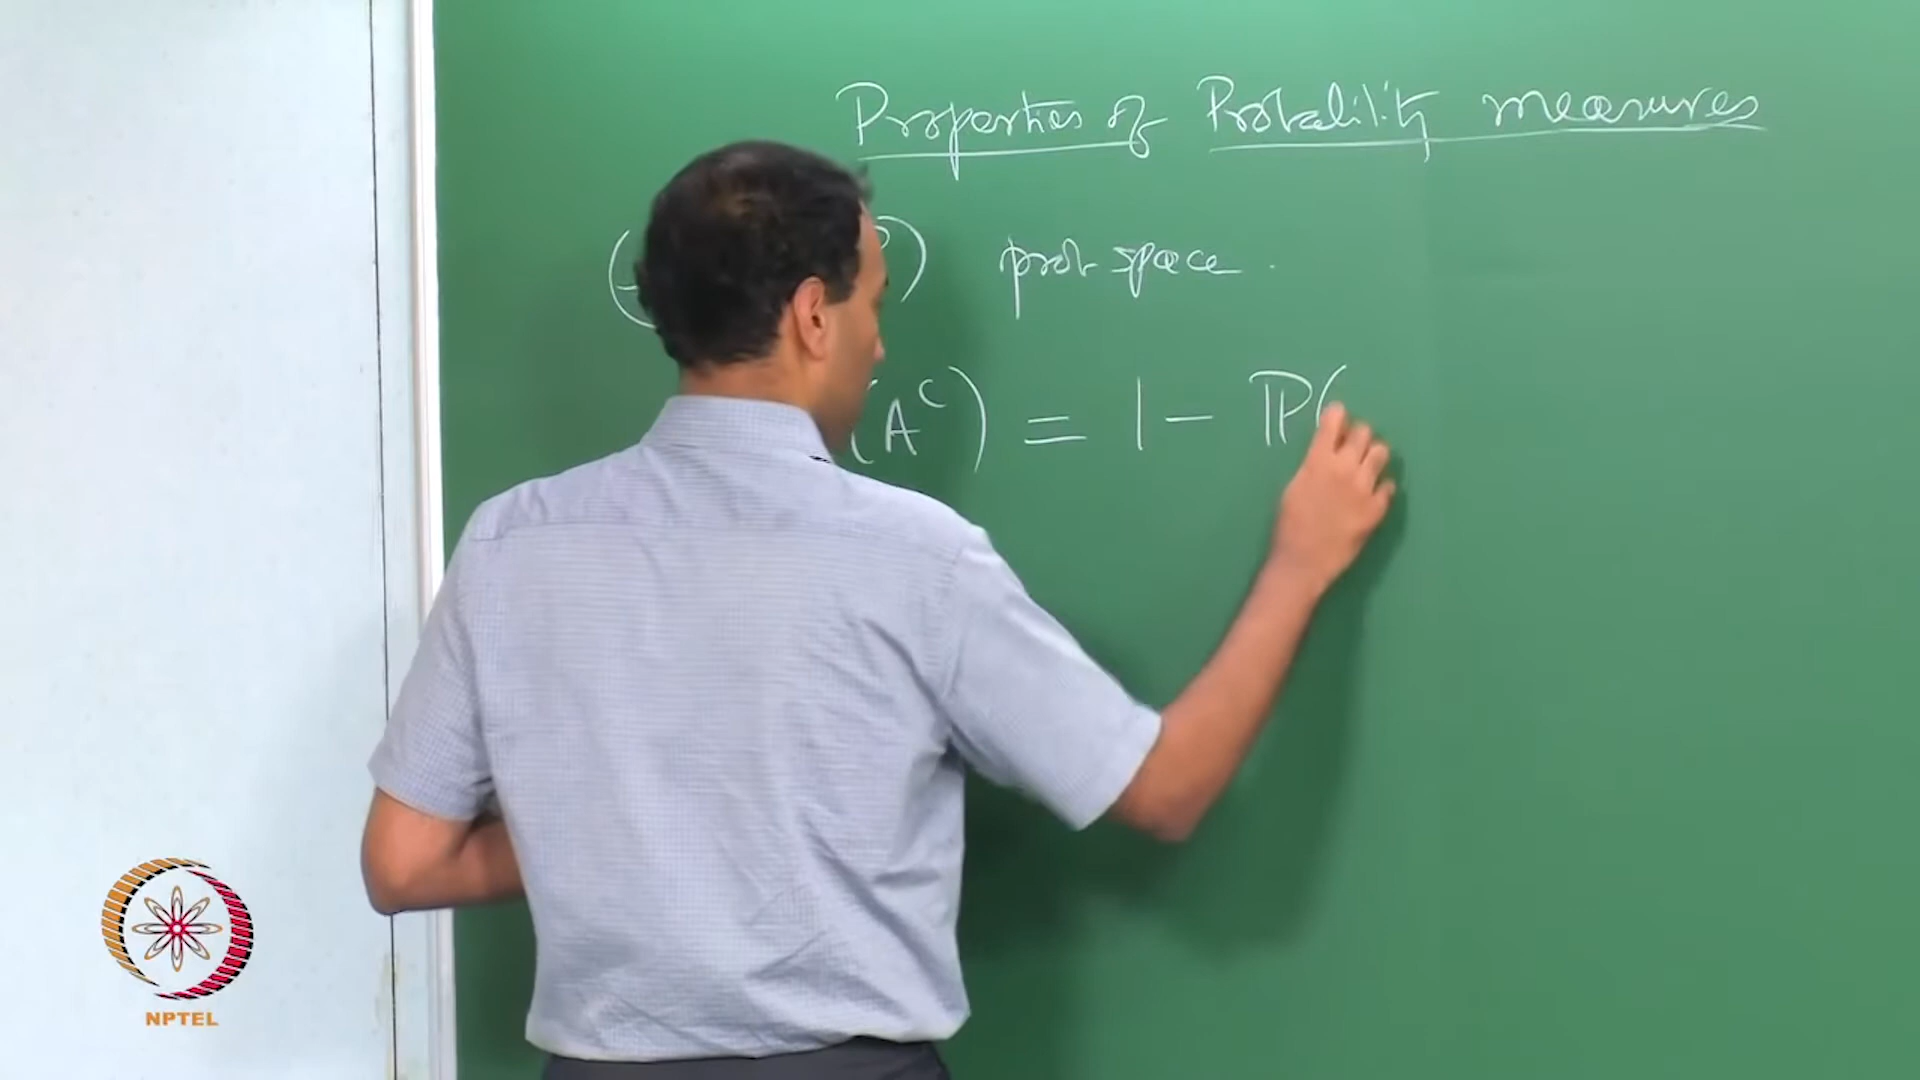 Properties of Probability measures
( ) prob space.
(A^c) = 1 - ℙ(
NPTEL